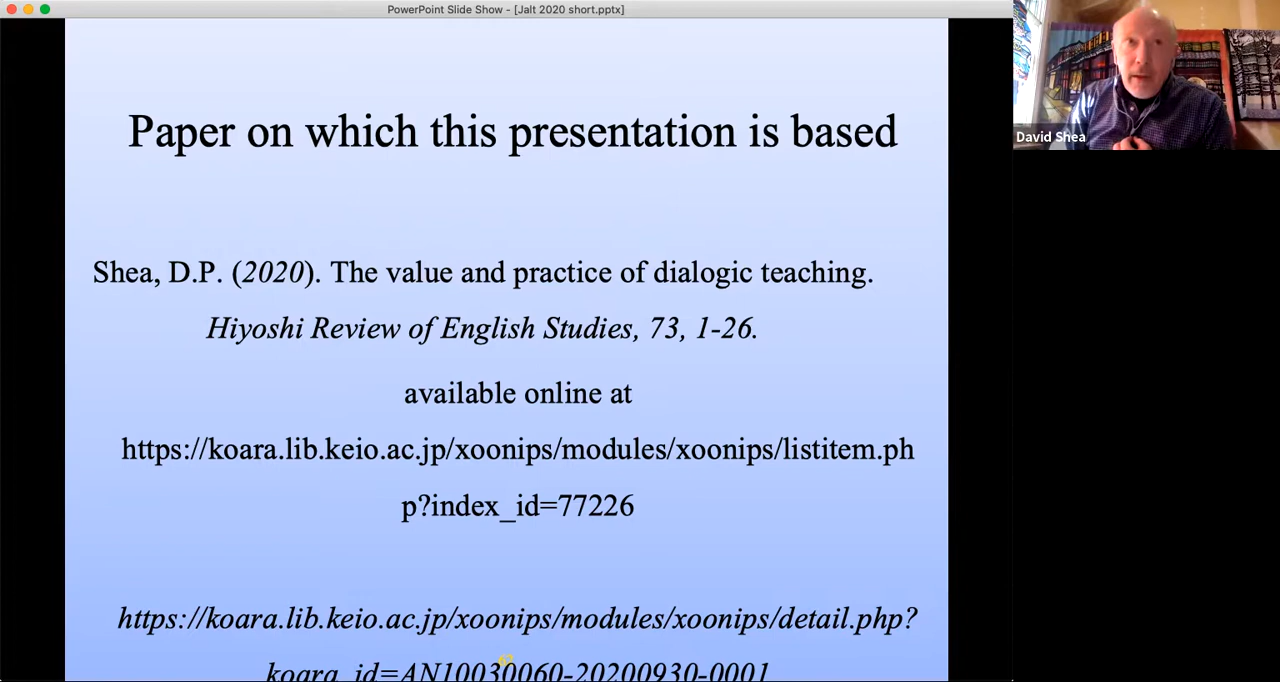 PowerPoint Slide Show - [Jalt 2020 short.pptx]
Paper on which this presentation is based
Shea, D.P. (2020). The value and practice of dialogic teaching.
Hiyoshi Review of English Studies, 73, 1-26.
available online at
https://koara.lib.keio.ac.jp/xoonips/modules/xoonips/listitem.ph
p?index_id=77226
https://koara.lib.keio.ac.jp/xoonips/modules/xoonips/detail.php?
koara_id=AN10030060-20200930-0001
62
David Shea